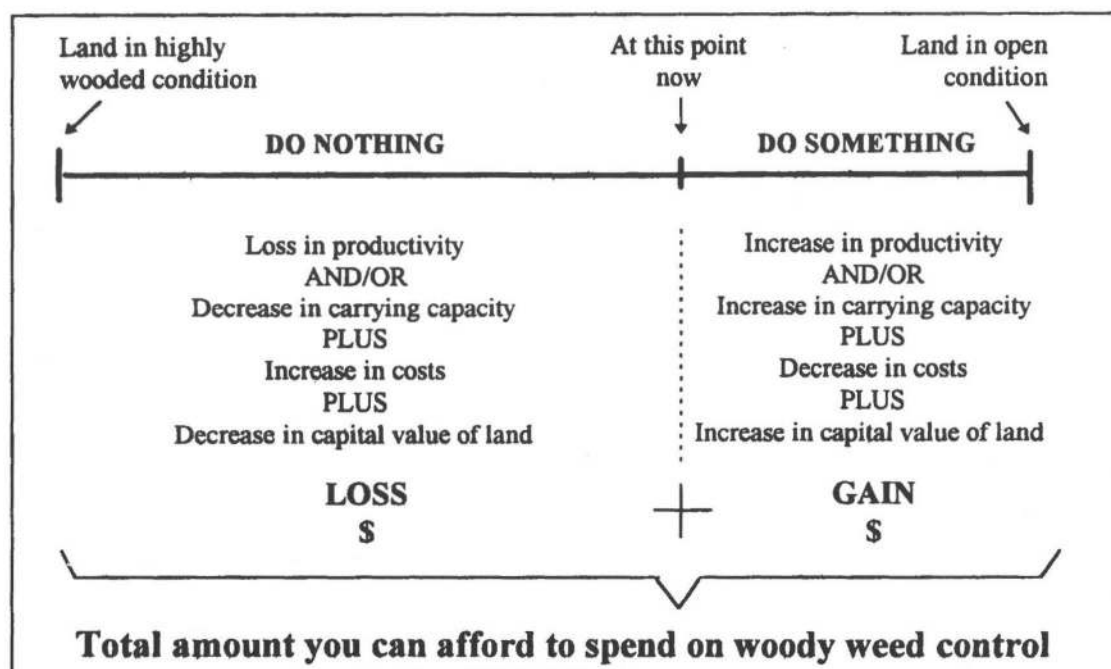 Land in highly
wooded condition
At this point
now
Land in open
condition
DO NOTHING
DO SOMETHING
Loss in productivity
AND/OR
Decrease in carrying capacity
PLUS
Increase in costs
PLUS
Decrease in capital value of land
Increase in productivity
AND/OR
Increase in carrying capacity
PLUS
Decrease in costs
PLUS
Increase in capital value of land
LOSS
$
+
GAIN
$
Total amount you can afford to spend on woody weed control